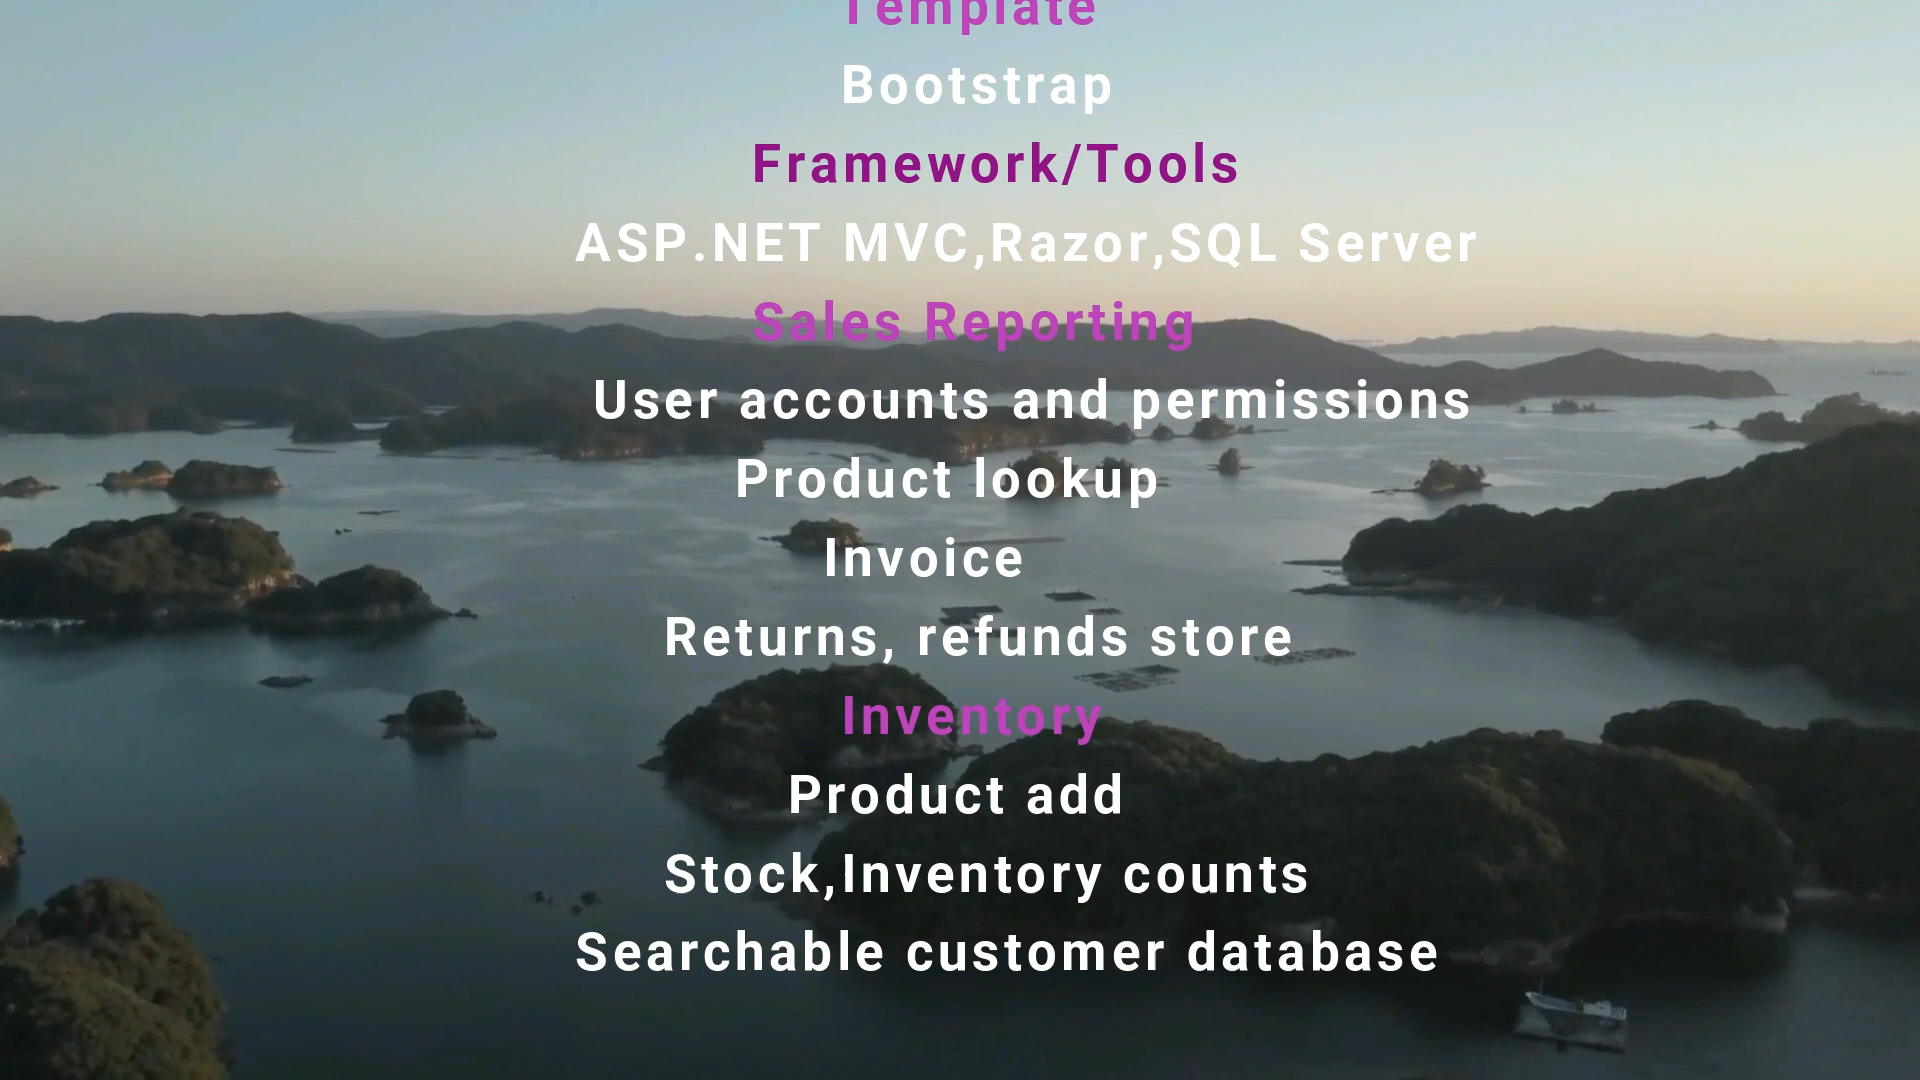 Template
Bootstrap
Framework/Tools
ASP.NET MVC,Razor,SQL Server
Sales Reporting
User accounts and permissions
Product lookup
Invoice
Returns, refunds store
Inventory
Product add
Stock,Inventory counts
Searchable customer database